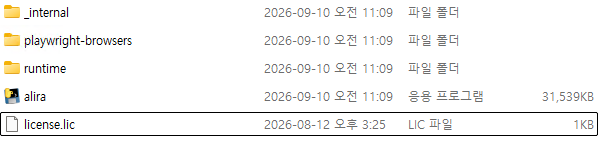 _internal 2026-09-10 오전 11:09 파일 폴더
playwright-browsers 2026-09-10 오전 11:09 파일 폴더
runtime 2026-09-10 오전 11:09 파일 폴더
alira 2026-09-10 오전 11:09 응용 프로그램 31,539KB
license.lic 2026-08-12 오후 3:25 LIC 파일 1KB